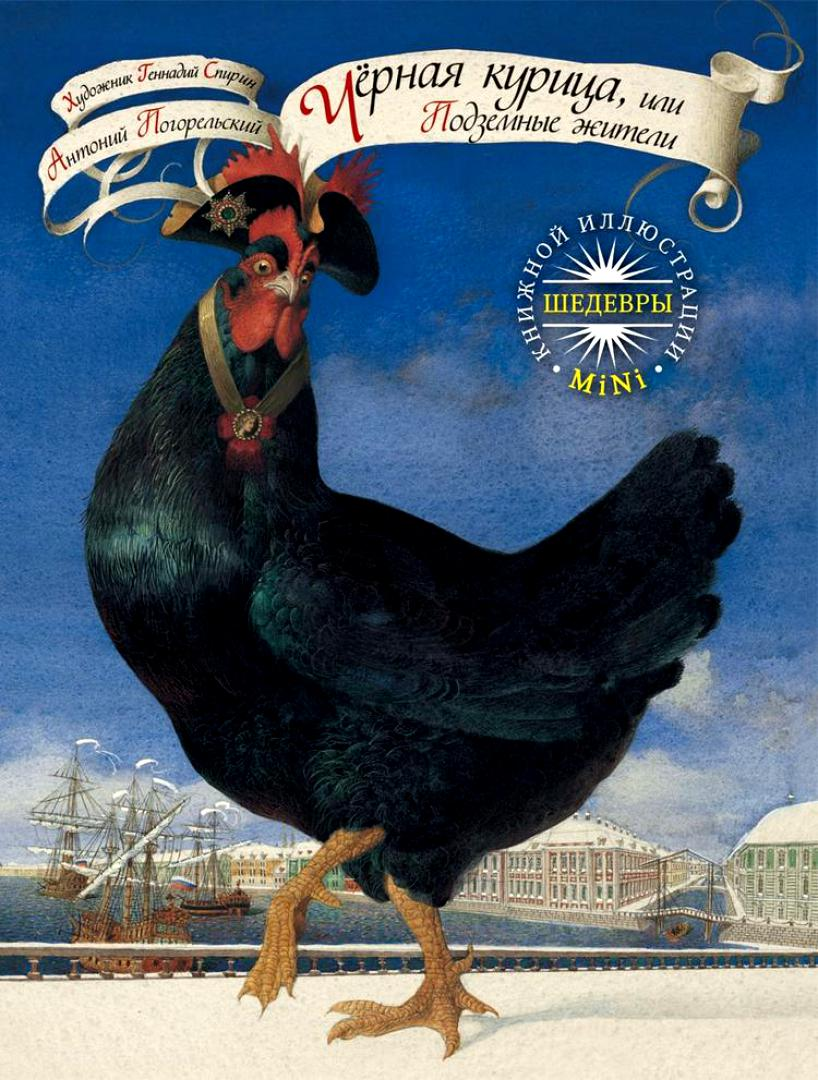 Художник Геннадий Спирин
Антоний Погорельский
Чёрная курица, или
Подземные жители
КНИЖНОЙ ИЛЛЮСТРАЦИИ
ШЕДЕВРЫ
MiNi